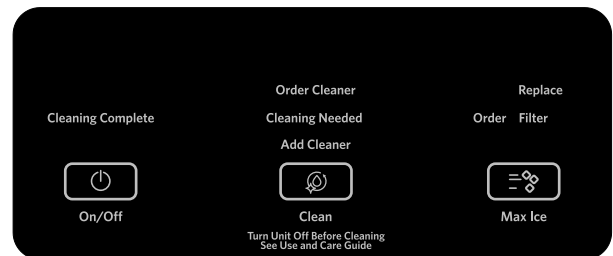 Order Cleaner
Replace
Cleaning Complete
Cleaning Needed
Order Filter
Add Cleaner
On/Off
Clean
Max Ice
Turn Unit Off Before Cleaning
See Use and Care Guide